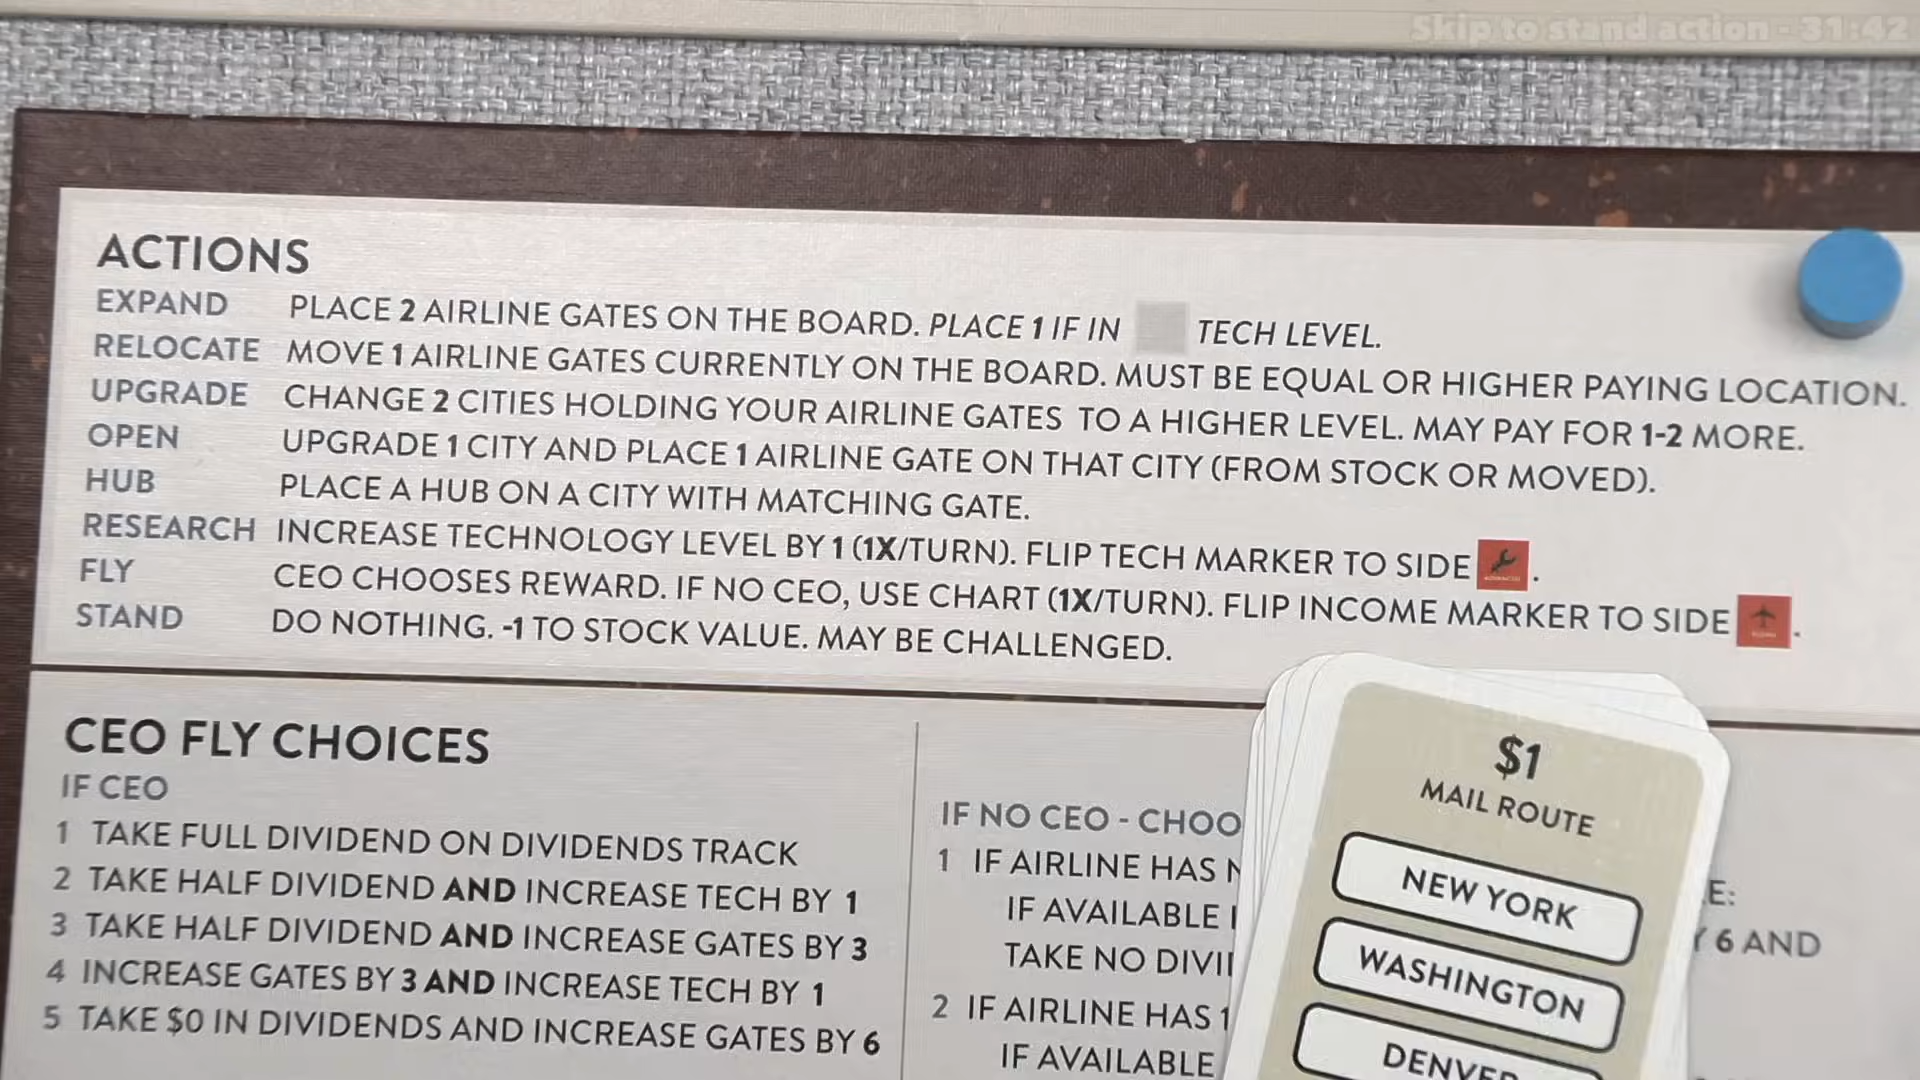 Skip to stand action - 31:42
ACTIONS
EXPAND PLACE 2 AIRLINE GATES ON THE BOARD. PLACE 1 IF IN TECH LEVEL.
RELOCATE MOVE 1 AIRLINE GATES CURRENTLY ON THE BOARD. MUST BE EQUAL OR HIGHER PAYING LOCATION.
UPGRADE CHANGE 2 CITIES HOLDING YOUR AIRLINE GATES TO A HIGHER LEVEL. MAY PAY FOR 1-2 MORE.
OPEN UPGRADE 1 CITY AND PLACE 1 AIRLINE GATE ON THAT CITY (FROM STOCK OR MOVED).
HUB PLACE A HUB ON A CITY WITH MATCHING GATE.
RESEARCH INCREASE TECHNOLOGY LEVEL BY 1 (1X/TURN). FLIP TECH MARKER TO SIDE .
FLY CEO CHOOSES REWARD. IF NO CEO, USE CHART (1X/TURN). FLIP INCOME MARKER TO SIDE .
STAND DO NOTHING. -1 TO STOCK VALUE. MAY BE CHALLENGED.
CEO FLY CHOICES
IF CEO
1 TAKE FULL DIVIDEND ON DIVIDENDS TRACK
2 TAKE HALF DIVIDEND AND INCREASE TECH BY 1
3 TAKE HALF DIVIDEND AND INCREASE GATES BY 3
4 INCREASE GATES BY 3 AND INCREASE TECH BY 1
5 TAKE $0 IN DIVIDENDS AND INCREASE GATES BY 6
IF NO CEO - CHOO
1 IF AIRLINE HAS
IF AVAILABLE
TAKE NO DIVI
2 IF AIRLINE HAS 1
IF AVAILABLE
E:
6 AND
$1
MAIL ROUTE
NEW YORK
WASHINGTON
DENVER